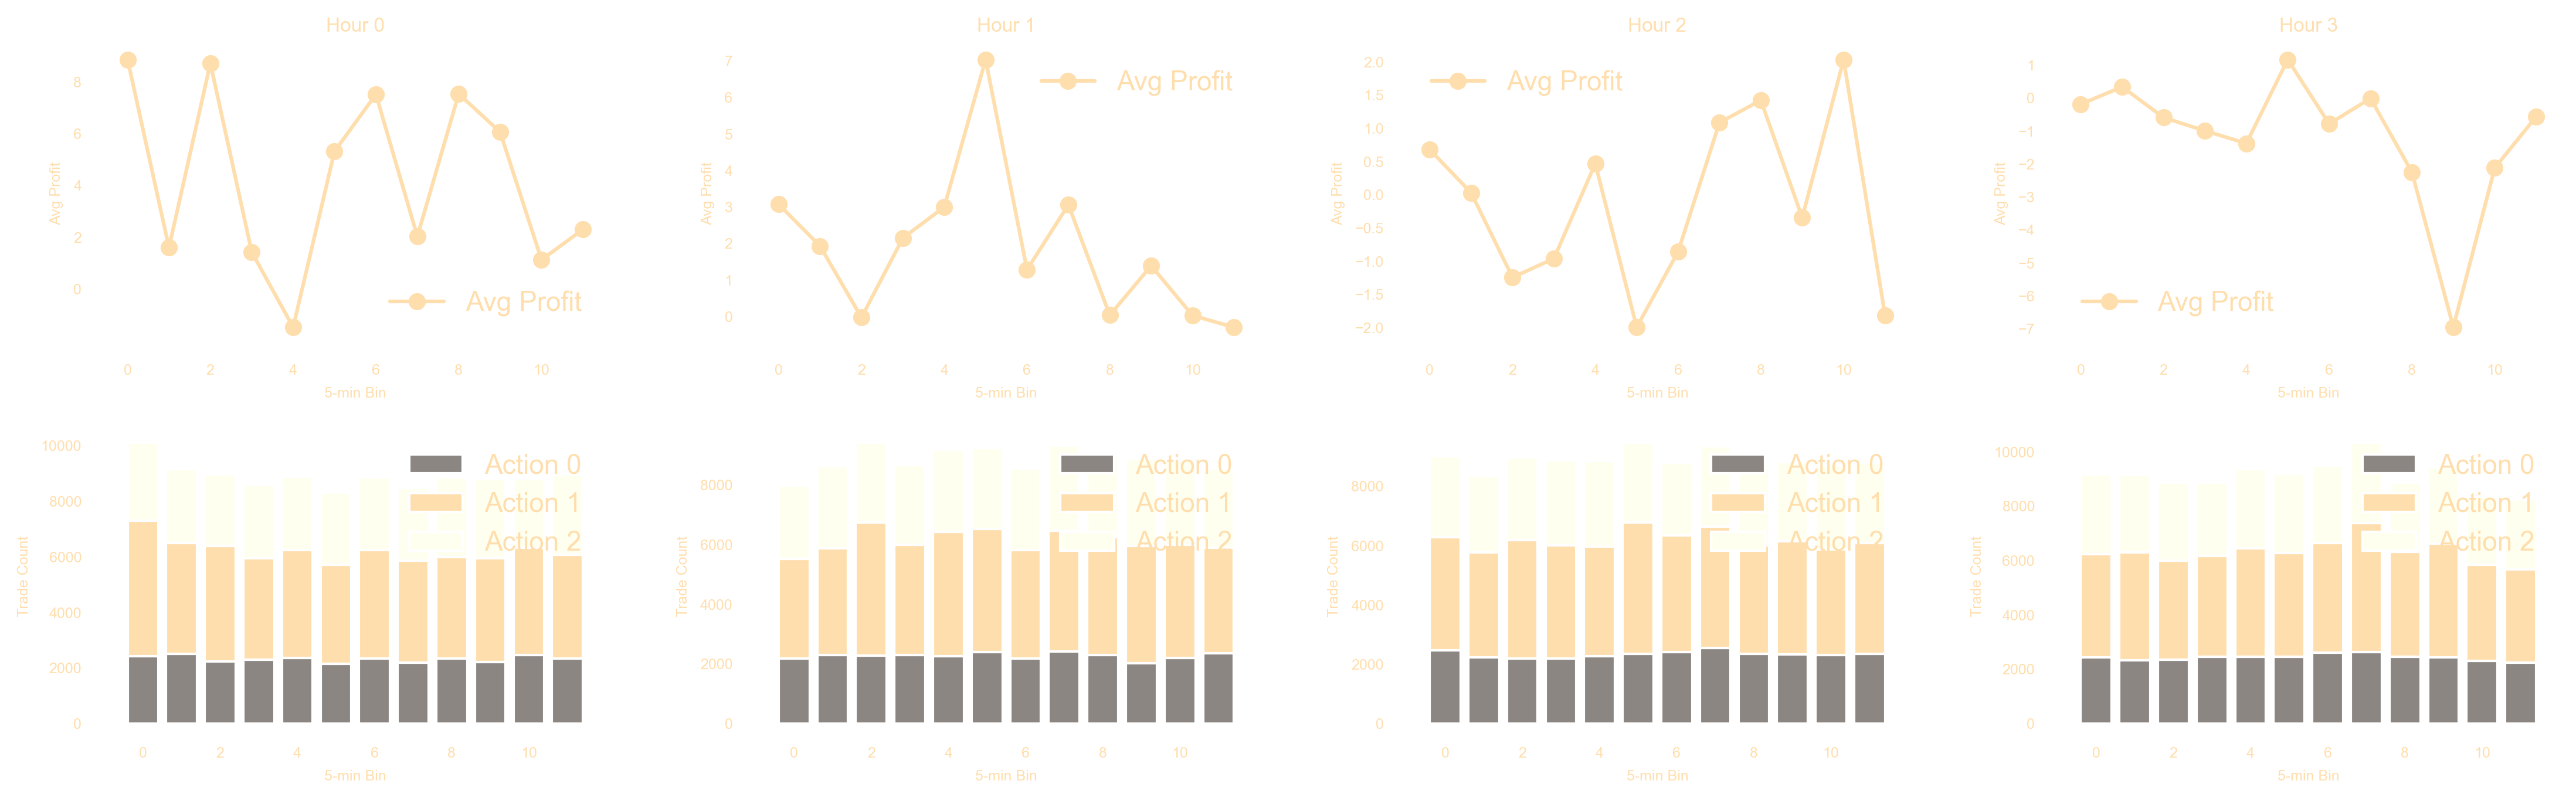 Hour 0
Avg Profit
8
6
4
2
0
Avg Profit
0 2 4 6 8 10
5-min Bin
Hour 1
Avg Profit
7
6
5
4
3
2
1
0
Avg Profit
0 2 4 6 8 10
5-min Bin
Hour 2
Avg Profit
2.0
1.5
1.0
0.5
0.0
−0.5
−1.0
−1.5
−2.0
Avg Profit
0 2 4 6 8 10
5-min Bin
Hour 3
Avg Profit
1
0
−1
−2
−3
−4
−5
−6
−7
Avg Profit
0 2 4 6 8 10
5-min Bin
Trade Count
10000
8000
6000
4000
2000
0
Action 0
Action 1
Action 2
0 2 4 6 8 10
5-min Bin
Trade Count
8000
6000
4000
2000
0
Action 0
Action 1
Action 2
0 2 4 6 8 10
5-min Bin
Trade Count
8000
6000
4000
2000
0
Action 0
Action 1
Action 2
0 2 4 6 8 10
5-min Bin
Trade Count
10000
8000
6000
4000
2000
0
Action 0
Action 1
Action 2
0 2 4 6 8 10
5-min Bin